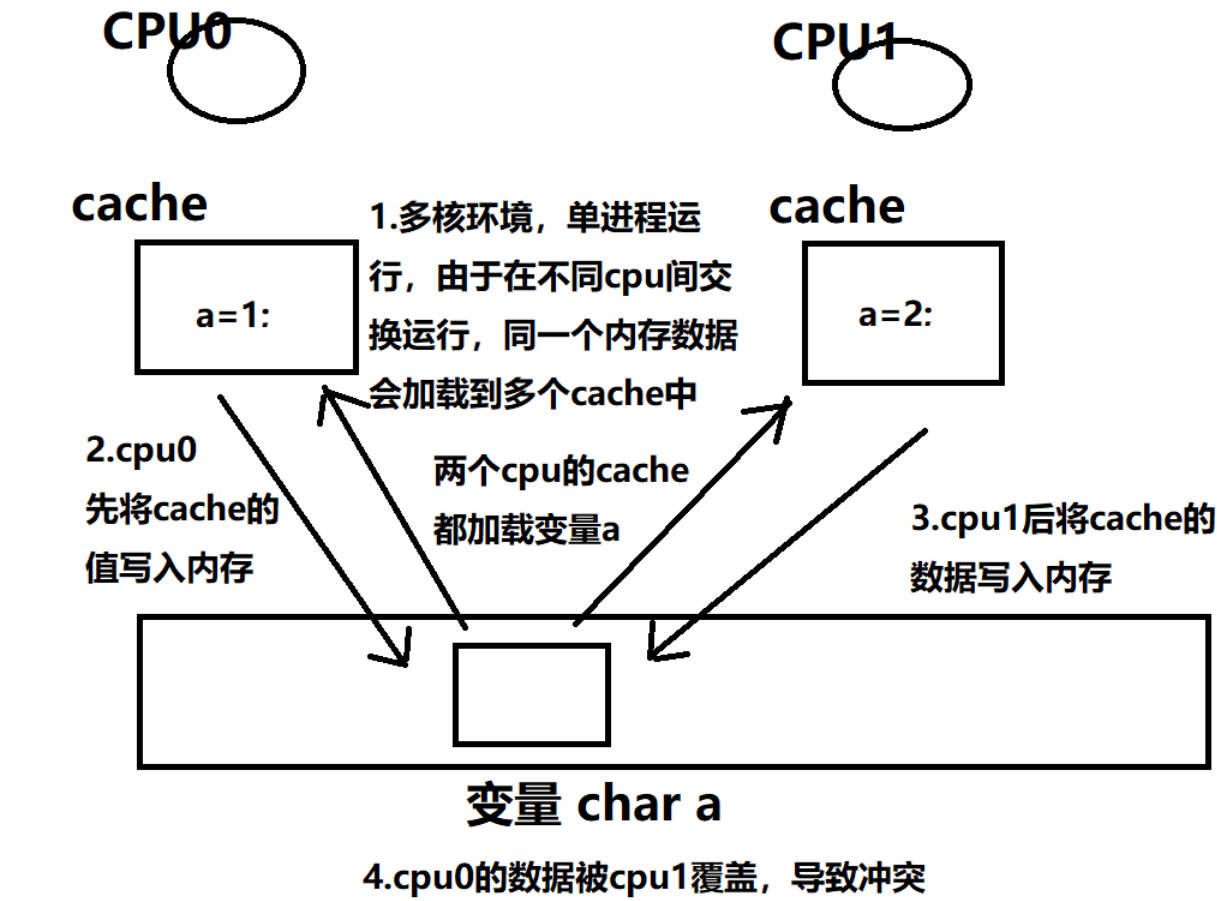 CPU0
CPU1
cache
cache
a=1:
a=2:
1.多核环境，单进程运
行，由于在不同cpu间交
换运行，同一个内存数据
会加载到多个cache中
2.cpu0
先将cache的
值写入内存
两个cpu的cache
都加载变量a
3.cpu1后将cache的
数据写入内存
变量 char a
4.cpu0的数据被cpu1覆盖，导致冲突